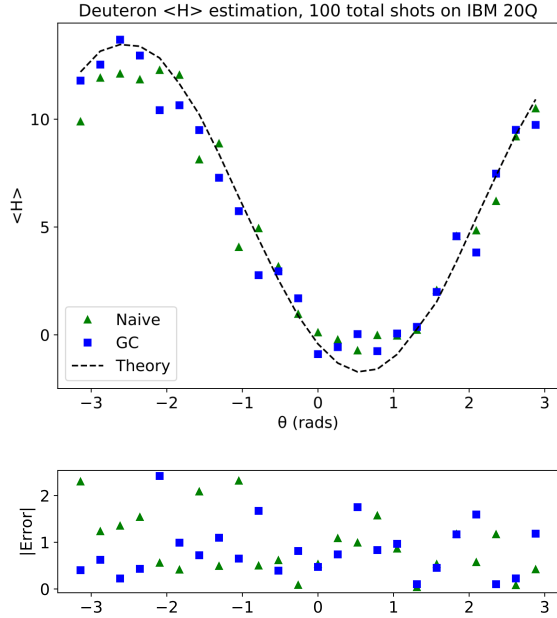 Deuteron <H> estimation, 100 total shots on IBM 20Q
10
5
0
<H>
Naive
GC
Theory
−3 −2 −1 0 1 2 3
θ (rads)
2
1
0
|Error|
−3 −2 −1 0 1 2 3